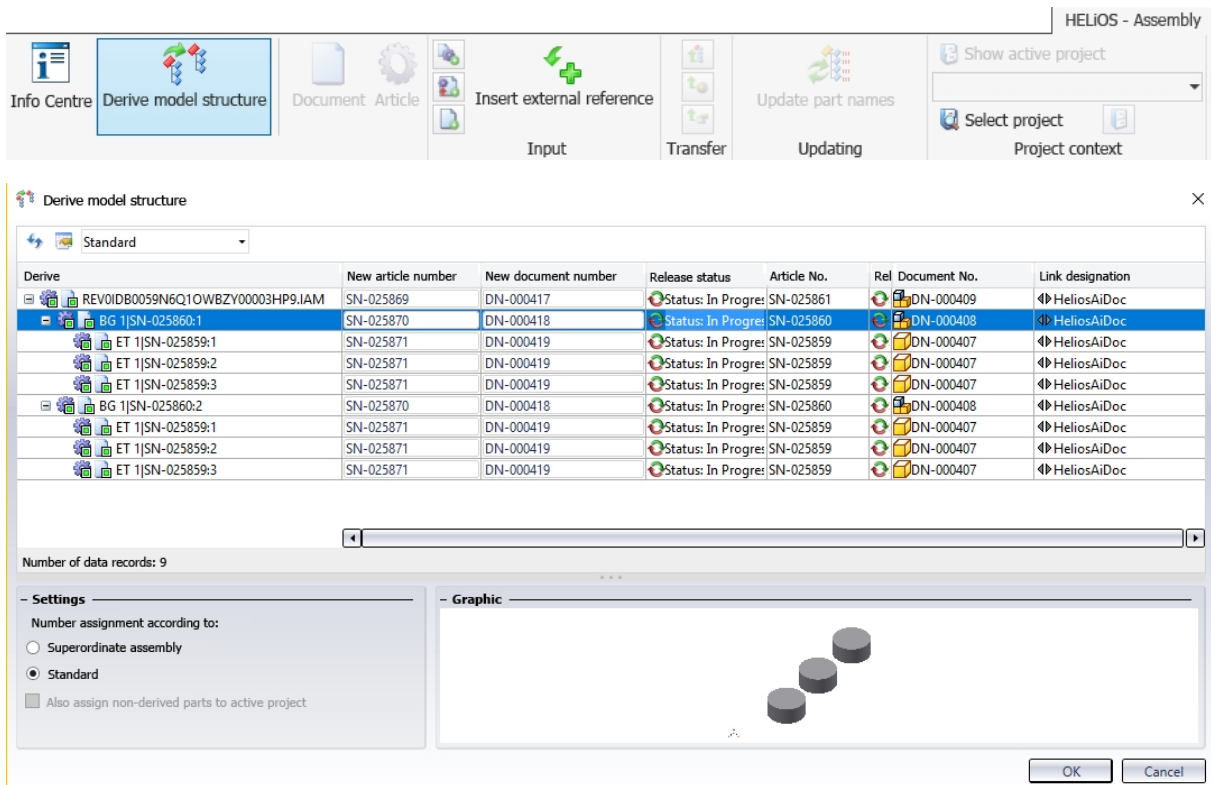 HELiOS - Assembly
Info Centre
Derive model structure
Document
Article
Insert external reference
Update part names
Show active project
Select project
Input
Transfer
Updating
Project context
Derive model structure
Standard
Derive New article number New document number Release status Article No. Rel Document No. Link designation
REV0IDB0059N6Q1OWBZY00003HP9.IAM SN-025869 DN-000417 Status: In Progres SN-025861 DN-000409 HeliosAiDoc
BG 1|SN-025860:1 SN-025870 DN-000418 Status: In Progres SN-025860 DN-000408 HeliosAiDoc
ET 1|SN-025859:1 SN-025871 DN-000419 Status: In Progres SN-025859 DN-000407 HeliosAiDoc
ET 1|SN-025859:2 SN-025871 DN-000419 Status: In Progres SN-025859 DN-000407 HeliosAiDoc
ET 1|SN-025859:3 SN-025871 DN-000419 Status: In Progres SN-025859 DN-000407 HeliosAiDoc
BG 1|SN-025860:2 SN-025870 DN-000418 Status: In Progres SN-025860 DN-000408 HeliosAiDoc
ET 1|SN-025859:1 SN-025871 DN-000419 Status: In Progres SN-025859 DN-000407 HeliosAiDoc
ET 1|SN-025859:2 SN-025871 DN-000419 Status: In Progres SN-025859 DN-000407 HeliosAiDoc
ET 1|SN-025859:3 SN-025871 DN-000419 Status: In Progres SN-025859 DN-000407 HeliosAiDoc
Number of data records: 9
Settings
Number assignment according to:
Superordinate assembly
Standard
Also assign non-derived parts to active project
Graphic
OK
Cancel